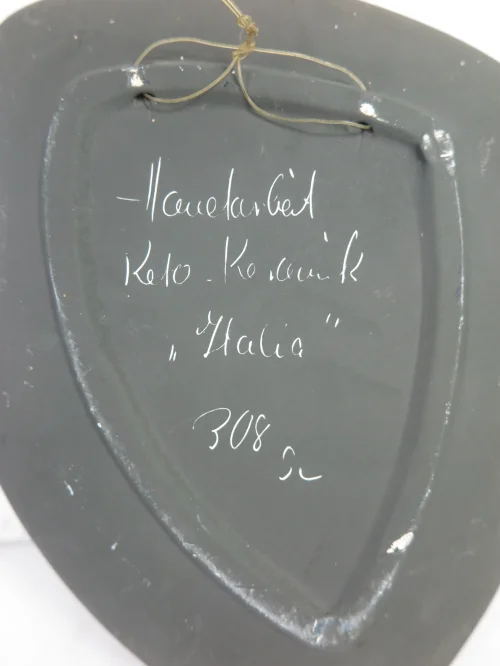 Handarbeit
Keto-Keramik
„Italia“
308